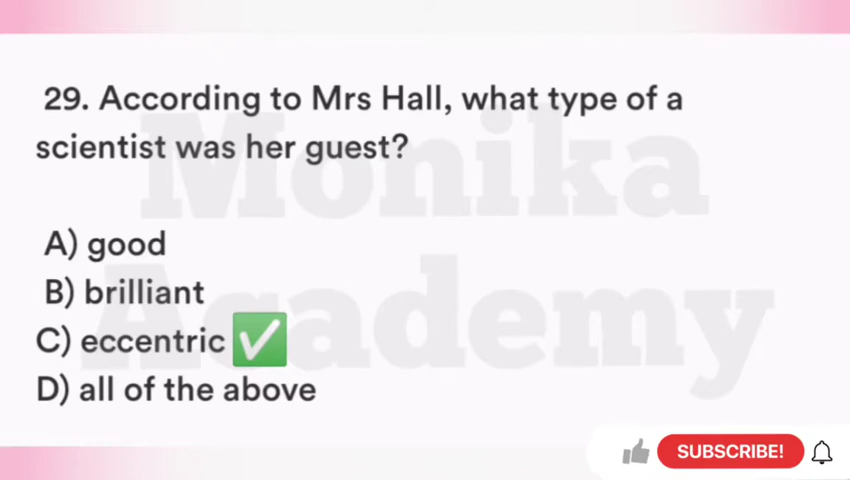 29. According to Mrs Hall, what type of a
scientist was her guest?
Monika
Academy
A) good
B) brilliant
C) eccentric ✅
D) all of the above
SUBSCRIBE!